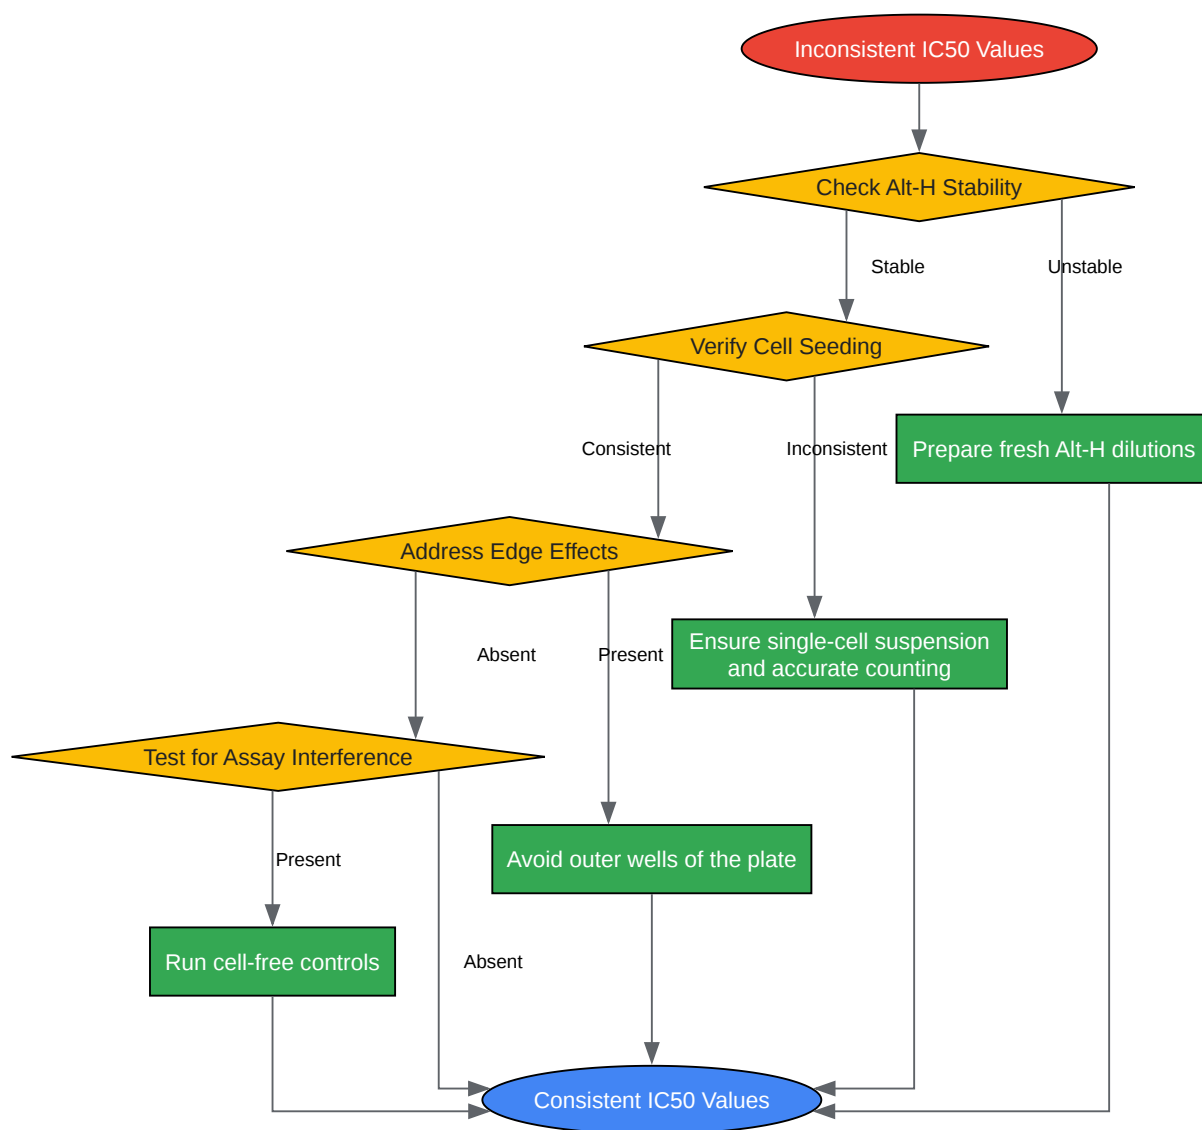 Inconsistent IC50 Values
Check Alt-H Stability
Stable
Unstable
Verify Cell Seeding
Consistent
Inconsistent
Prepare fresh Alt-H dilutions
Address Edge Effects
Absent
Present
Ensure single-cell suspension
and accurate counting
Test for Assay Interference
Present
Avoid outer wells of the plate
Run cell-free controls
Absent
Consistent IC50 Values